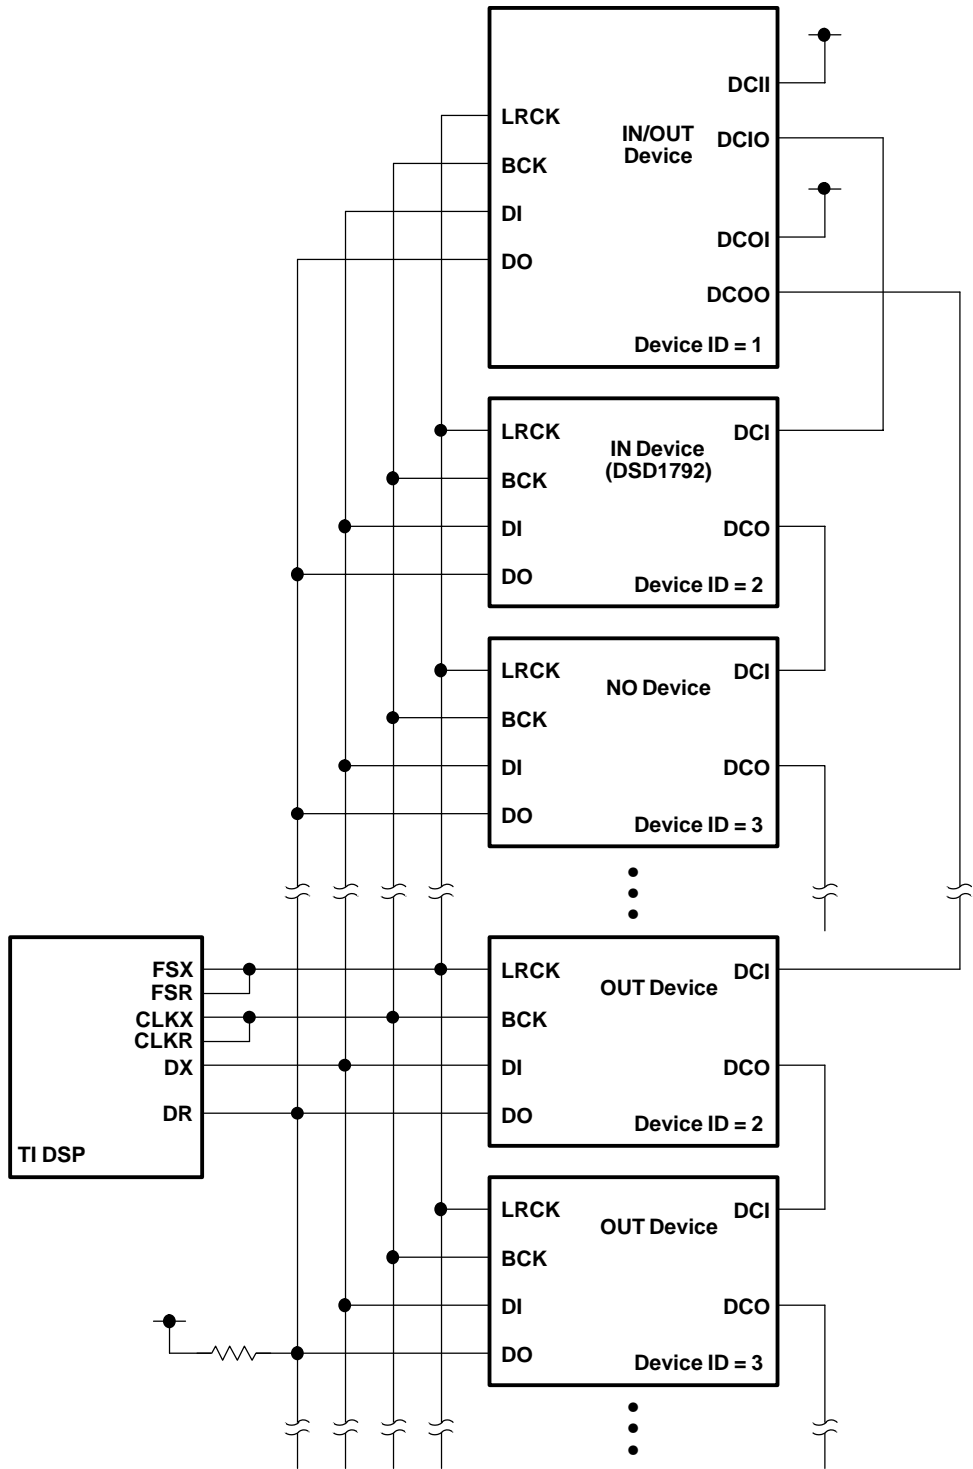 DCII
LRCK
IN/OUT
Device
DCIO
BCK
DI
DCOI
DO
DCOO
Device ID = 1
LRCK
IN Device
(DSD1792)
DCI
BCK
DI
DCO
DO
Device ID = 2
LRCK
NO Device
DCI
BCK
DI
DCO
DO
Device ID = 3
FSX
FSR
CLKX
CLKR
DX
DR
TI DSP
LRCK
OUT Device
DCI
BCK
DI
DCO
DO
Device ID = 2
LRCK
OUT Device
DCI
BCK
DI
DCO
DO
Device ID = 3